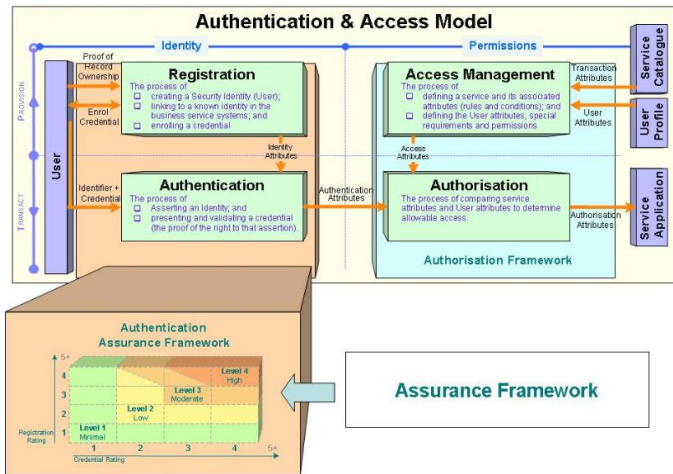 Authentication & Access Model
Identity
Permissions
PROVISION
TRANSACT
User
Proof of
Record
Ownership
Enrol
Credential
Identifier +
Credential
Registration
The process of
creating a Security Identity (User);
linking to a known identity in the
business service systems; and
enrolling a credential
Identity
Attributes
Authentication
The process of
Asserting an Identity; and
presenting and validating a credential
(the proof of the right to that assertion).
Authentication
Attributes
Access Management
The process of
defining a service and its associated
attributes (rules and conditions); and
defining the User attributes, special
requirements and permissions
Access
Attributes
Authorisation
The process of comparing service
attributes and User attributes to determine
allowable access.
Authorisation Framework
Transaction
Attributes
User
Attributes
Authorisation
Attributes
Service
Catalogue
User
Profile
Service
Application
Authentication
Assurance Framework
5+
4
3
2
1
Registration
Rating
Level 4
High
Level 3
Moderate
Level 2
Low
Level 1
Minimal
1 2 3 4 5+
Credential Rating
Assurance Framework